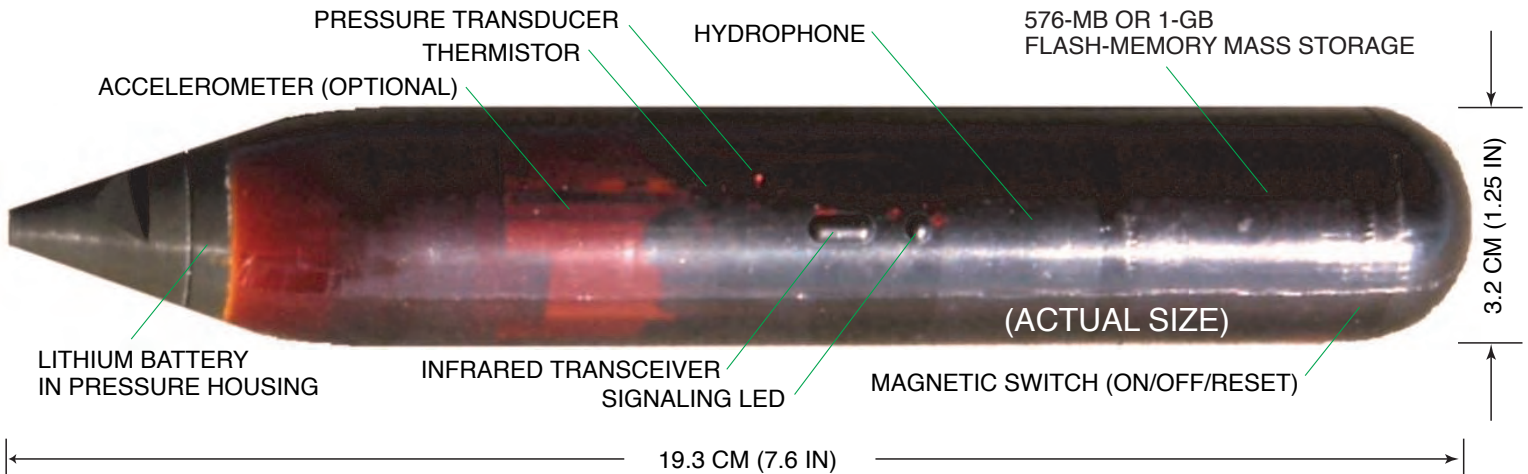 PRESSURE TRANSDUCER
THERMISTOR
ACCELEROMETER (OPTIONAL)
HYDROPHONE
576-MB OR 1-GB
FLASH-MEMORY MASS STORAGE
3.2 CM (1.25 IN)
(ACTUAL SIZE)
LITHIUM BATTERY
IN PRESSURE HOUSING
INFRARED TRANSCEIVER
SIGNALING LED
MAGNETIC SWITCH (ON/OFF/RESET)
19.3 CM (7.6 IN)